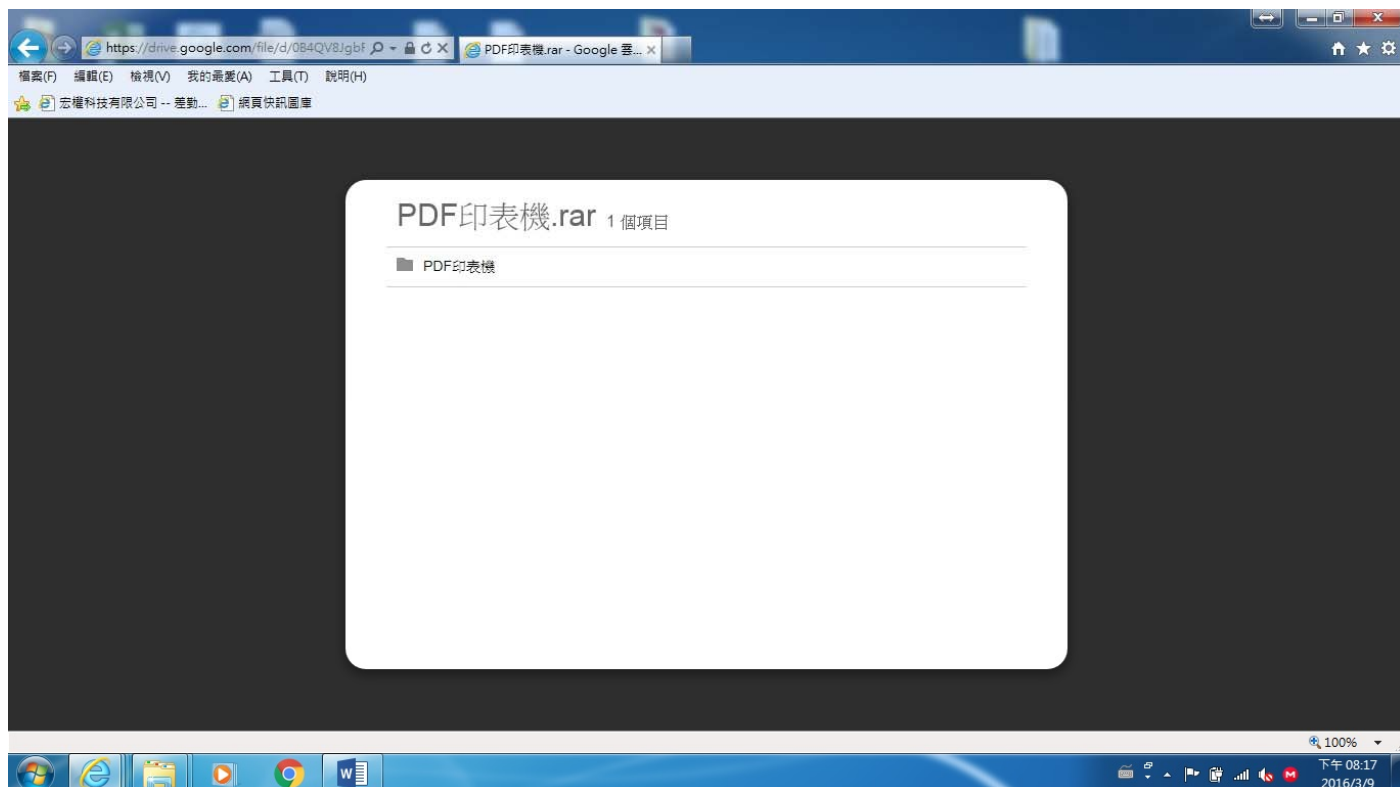 https://drive.google.com/file/d/0B4QV8JgbF
PDF印表機.rar - Google 雲...
檔案(F) 編輯(E) 檢視(V) 我的最愛(A) 工具(T) 說明(H)
宏權科技有限公司 -- 差勤... 網頁快訊圖庫
PDF印表機.rar 1 個項目
PDF印表機
100%
下午 08:17
2016/3/9